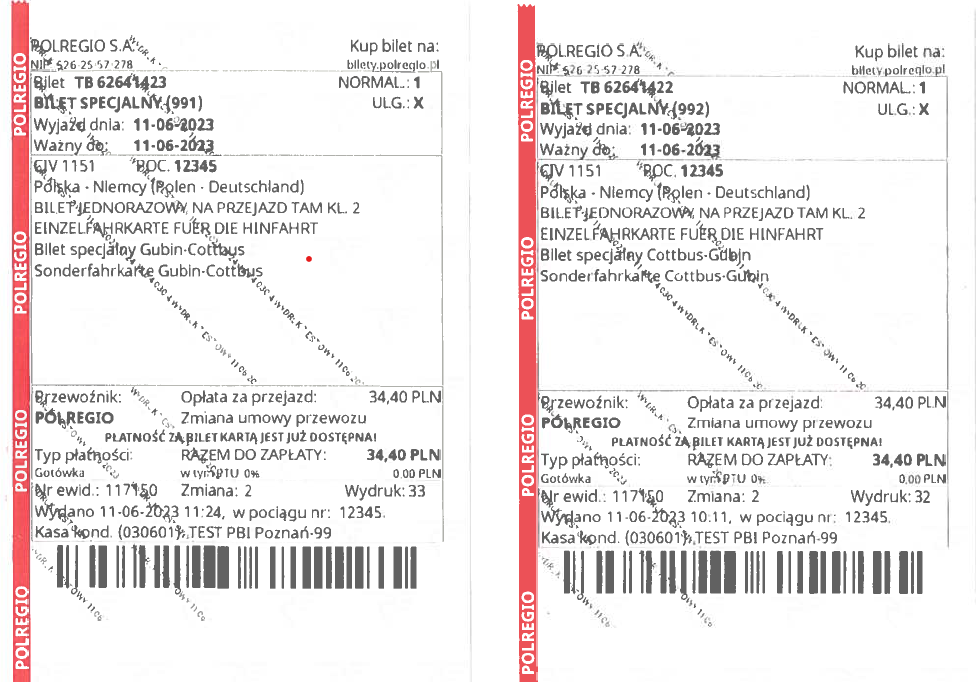 POLREGIO
POLREGIO
POLREGIO
POLREGIO
POLREGIO S.A.
Kup bilet na:
NIP 526-25-57-278
bilety.polregio.pl
Bilet TB 62641423
NORMAL.: 1
BILET SPECJALNY (991)
ULG.: X
Wyjazd dnia: 11-06-2023
Ważny do: 11-06-2023
CIV 1151 POC. 12345
Polska - Niemcy (Polen - Deutschland)
BILET JEDNORAZOWY, NA PRZEJAZD TAM KL. 2
EINZELFAHRKARTE FUER DIE HINFAHRT
Bilet specjalny Gubin-Cottbus
Sonderfahrkarte Gubin-Cottbus
Przewoźnik: Opłata za przejazd: 34,40 PLN
POLREGIO Zmiana umowy przewozu
PŁATNOŚĆ ZA BILET KARTĄ JEST JUŻ DOSTĘPNA!
Typ płatności: RAZEM DO ZAPŁATY: 34,40 PLN
Gotówka w tym PTU 0% 0,00 PLN
Nr ewid.: 117150 Zmiana: 2 Wydruk: 33
Wydano 11-06-2023 11:24, w pociągu nr: 12345.
Kasa kond. (030601), TEST PBI Poznań-99
POLREGIO
POLREGIO
POLREGIO
POLREGIO
POLREGIO S.A.
Kup bilet na:
NIP 526-25-57-278
bilety.polregio.pl
Bilet TB 62641422
NORMAL.: 1
BILET SPECJALNY (992)
ULG.: X
Wyjazd dnia: 11-06-2023
Ważny do: 11-06-2023
CIV 1151 POC. 12345
Polska - Niemcy (Polen - Deutschland)
BILET JEDNORAZOWY, NA PRZEJAZD TAM KL. 2
EINZELFAHRKARTE FUER DIE HINFAHRT
Bilet specjalny Cottbus-Gubin
Sonderfahrkarte Cottbus-Gubin
Przewoźnik: Opłata za przejazd: 34,40 PLN
POLREGIO Zmiana umowy przewozu
PŁATNOŚĆ ZA BILET KARTĄ JEST JUŻ DOSTĘPNA!
Typ płatności: RAZEM DO ZAPŁATY: 34,40 PLN
Gotówka w tym PTU 0% 0,00 PLN
Nr ewid.: 117150 Zmiana: 2 Wydruk: 32
Wydano 11-06-2023 10:11, w pociągu nr: 12345.
Kasa kond. (030601), TEST PBI Poznań-99